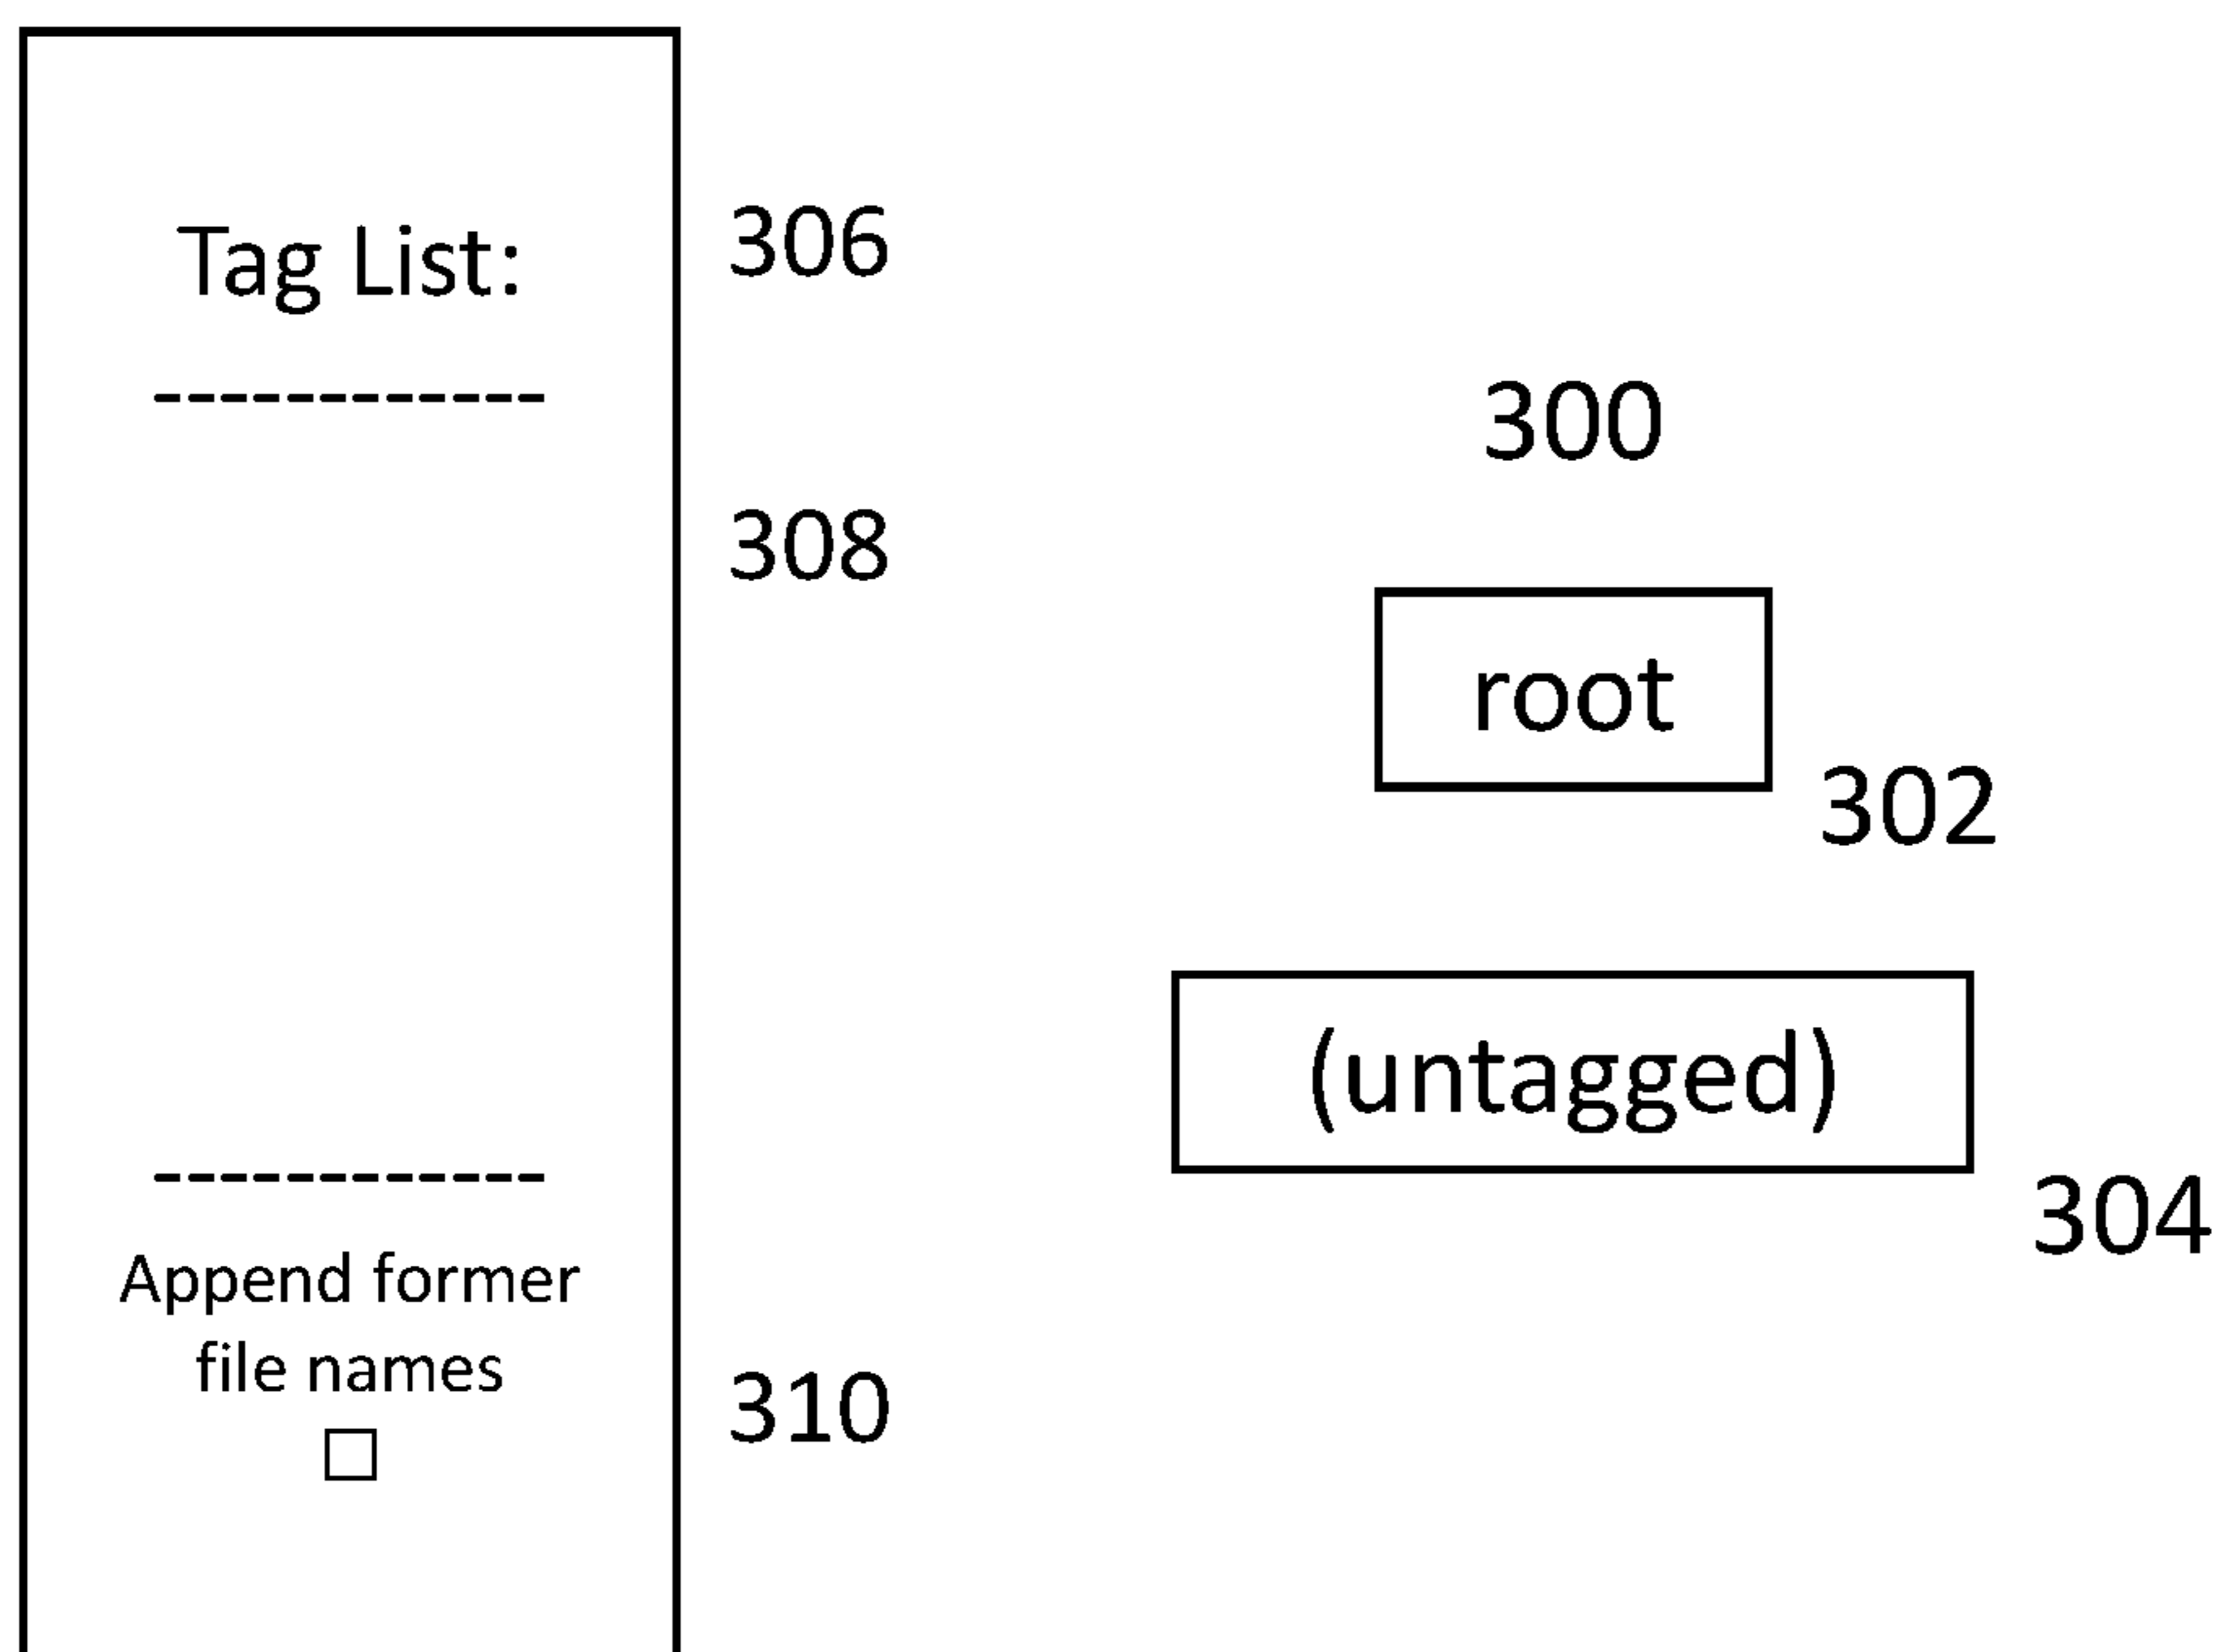 Tag List:
------------
306
308
------------
Append former
file names
310
300
root
302
(untagged)
304